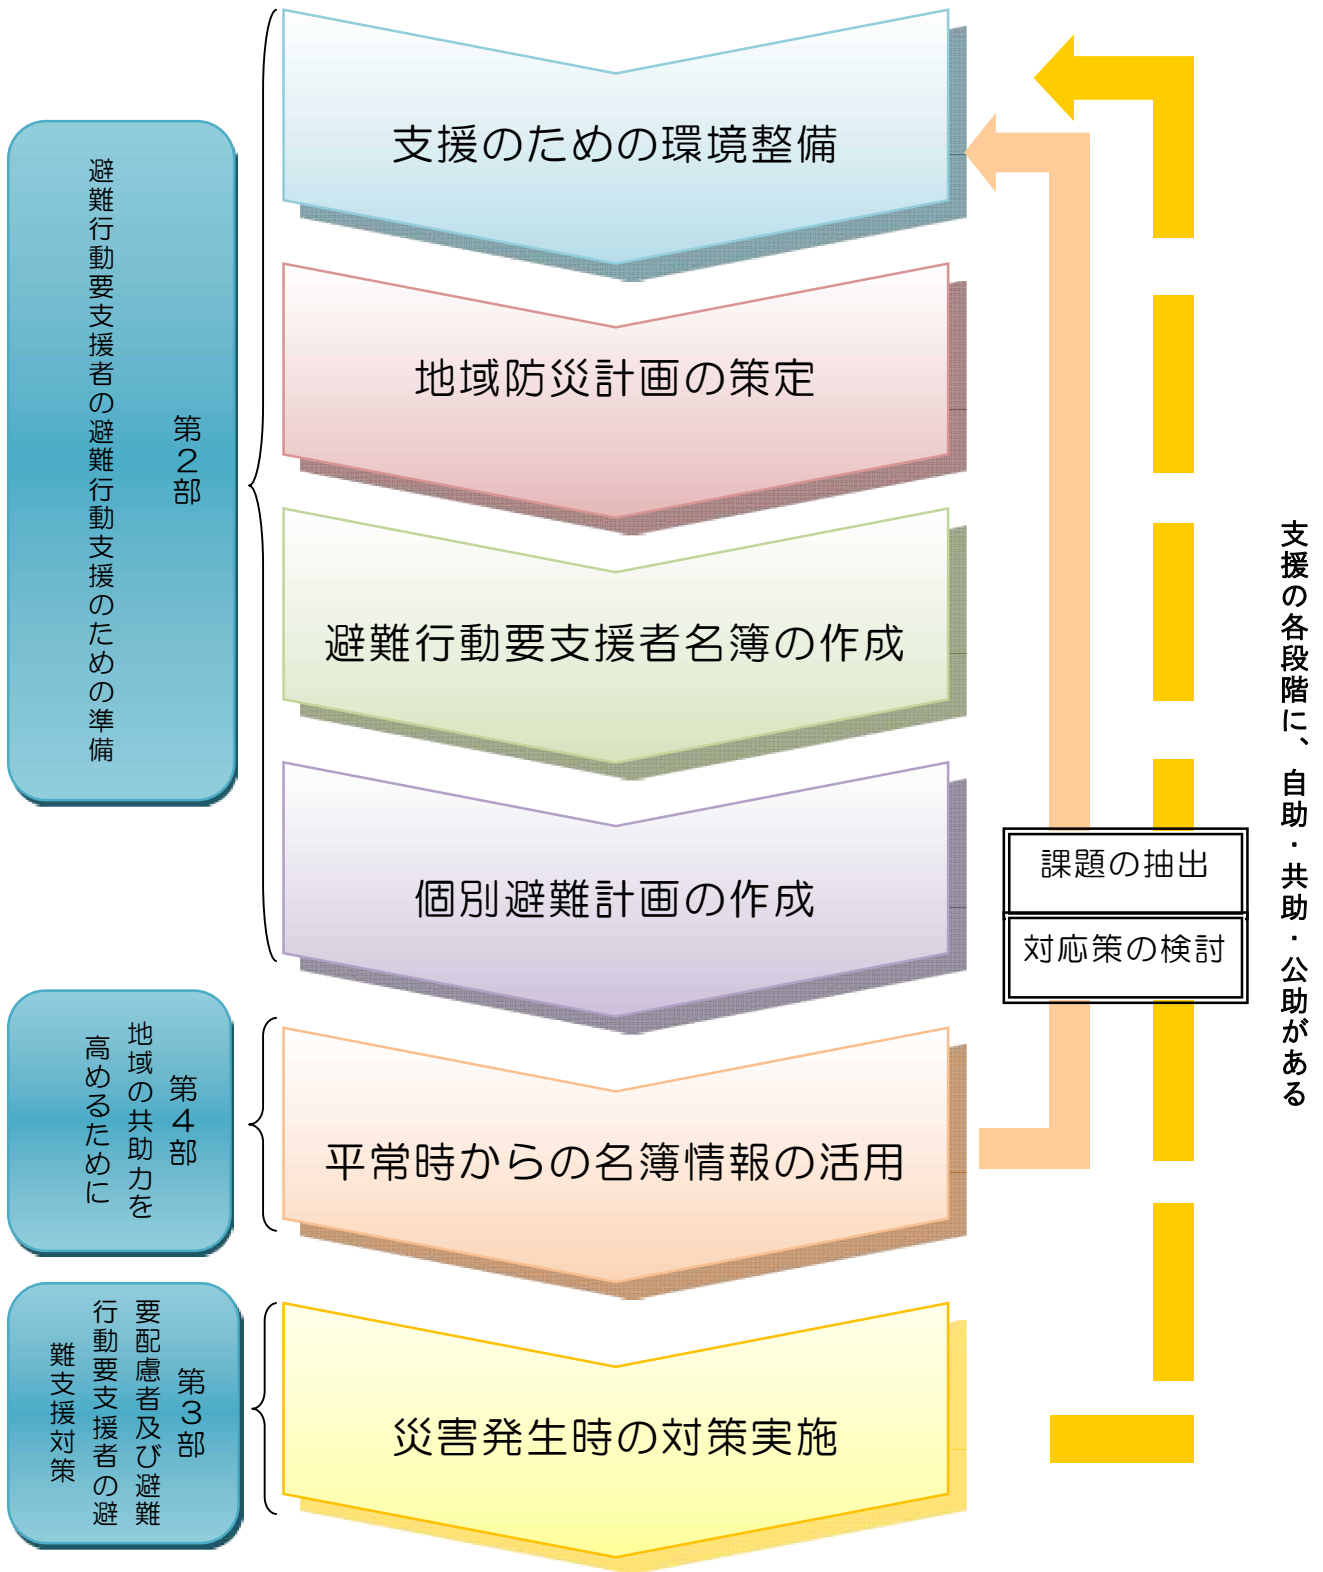 支援のための環境整備
地域防災計画の策定
避難行動要支援者名簿の作成
個別避難計画の作成
平常時からの名簿情報の活用
災害発生時の対策実施
第2部
避難行動要支援者の避難行動支援のための準備
第4部
地域の共助力を
高めるために
第3部
要配慮者及び避難
行動要支援者の避
難支援対策
課題の抽出
対応策の検討
支援の各段階に、自助・共助・公助がある